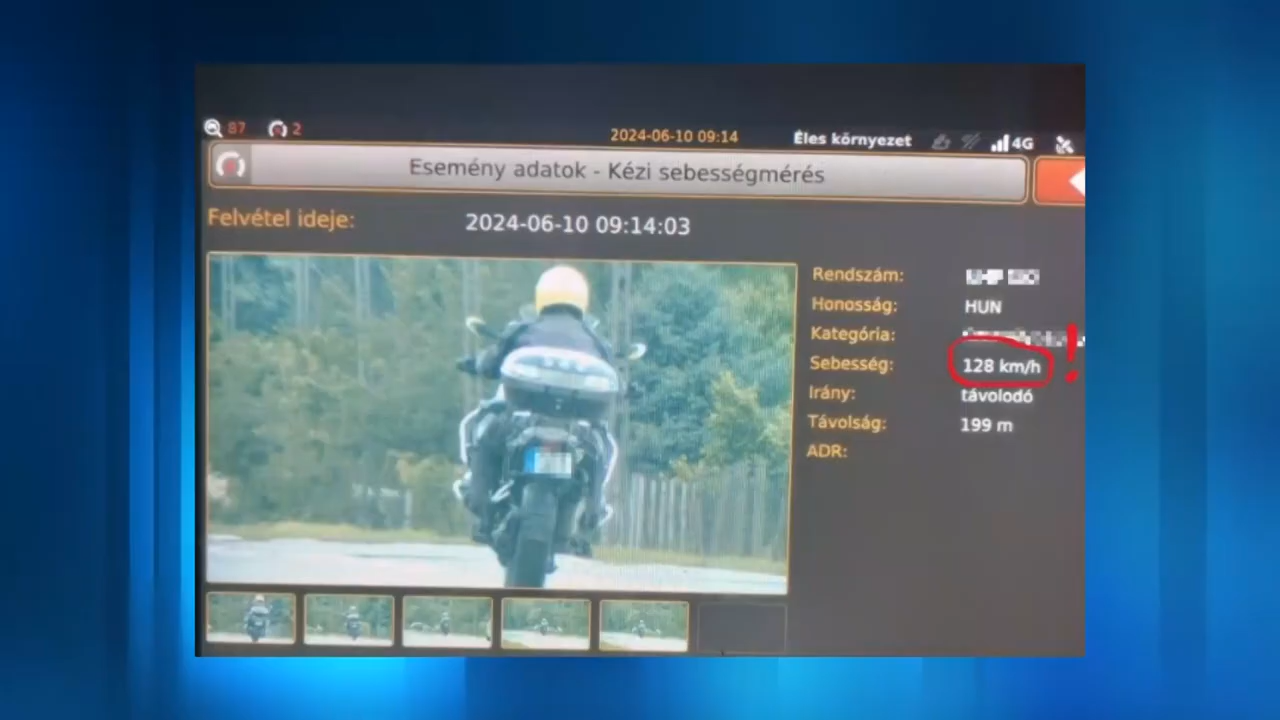 87 2 2024-06-10 09:14 Éles környezet 4G
Esemény adatok - Kézi sebességmérés
Felvétel ideje: 2024-06-10 09:14:03
Rendszám:
Honosság: HUN
Kategória:
Sebesség: 128 km/h !
Irány: távolodó
Távolság: 199 m
ADR: